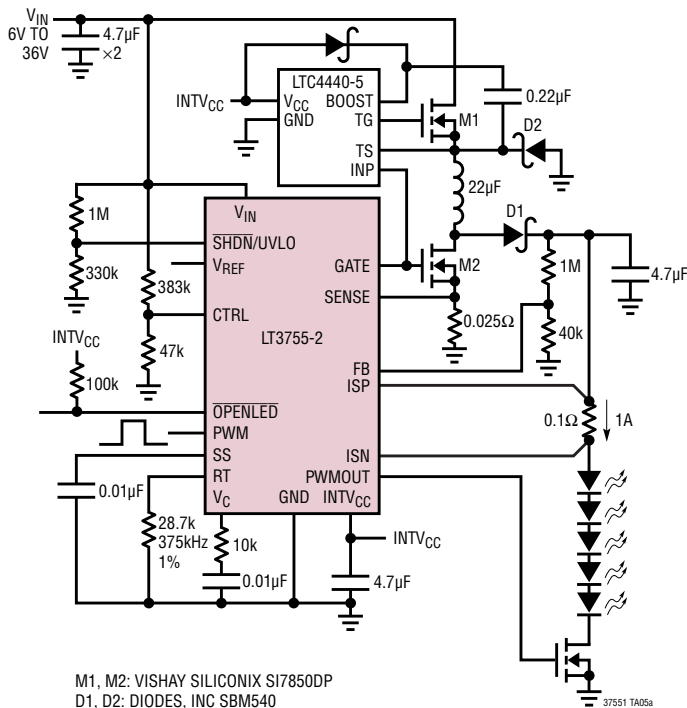 VIN
6V TO
36V
4.7µF
×2
LTC4440-5
INTVCC
VCC
BOOST
GND
TG
TS
INP
M1
0.22µF
D2
22µF
1M
330k
VIN
SHDN/UVLO
VREF
383k
CTRL
47k
INTVCC
100k
LT3755-2
GATE
SENSE
M2
D1
0.025Ω
1M
40k
4.7µF
FB
ISP
0.1Ω
1A
OPENLED
PWM
SS
RT
VC
GND
INTVCC
ISN
PWMOUT
0.01µF
28.7k
375kHz
1%
10k
0.01µF
INTVCC
4.7µF
M1, M2: VISHAY SILICONIX SI7850DP
D1, D2: DIODES, INC SBM540
37551 TA05a